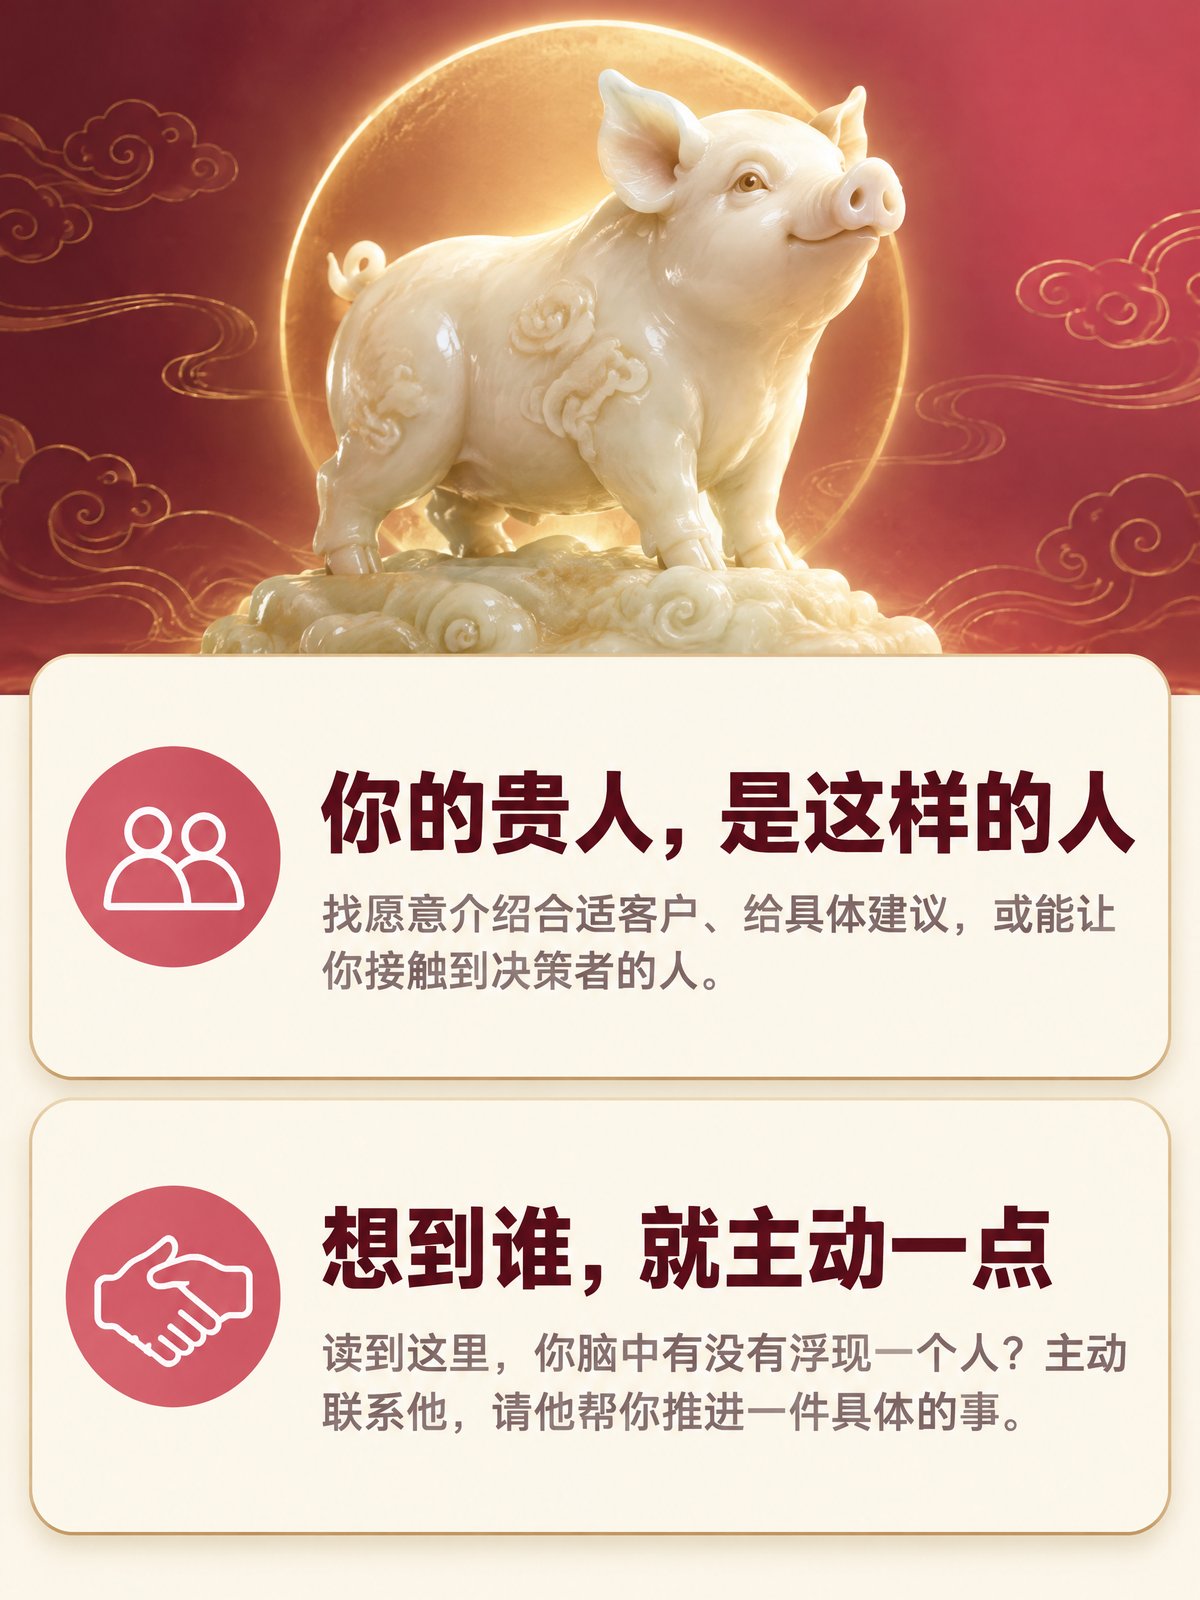 你的贵人，是这样的人
找愿意介绍合适客户、给具体建议，或能让
你接触到决策者的人。
想到谁，就主动一点
读到这里，你脑中有没有浮现一个人？主动
联系他，请他帮你推进一件具体的事。